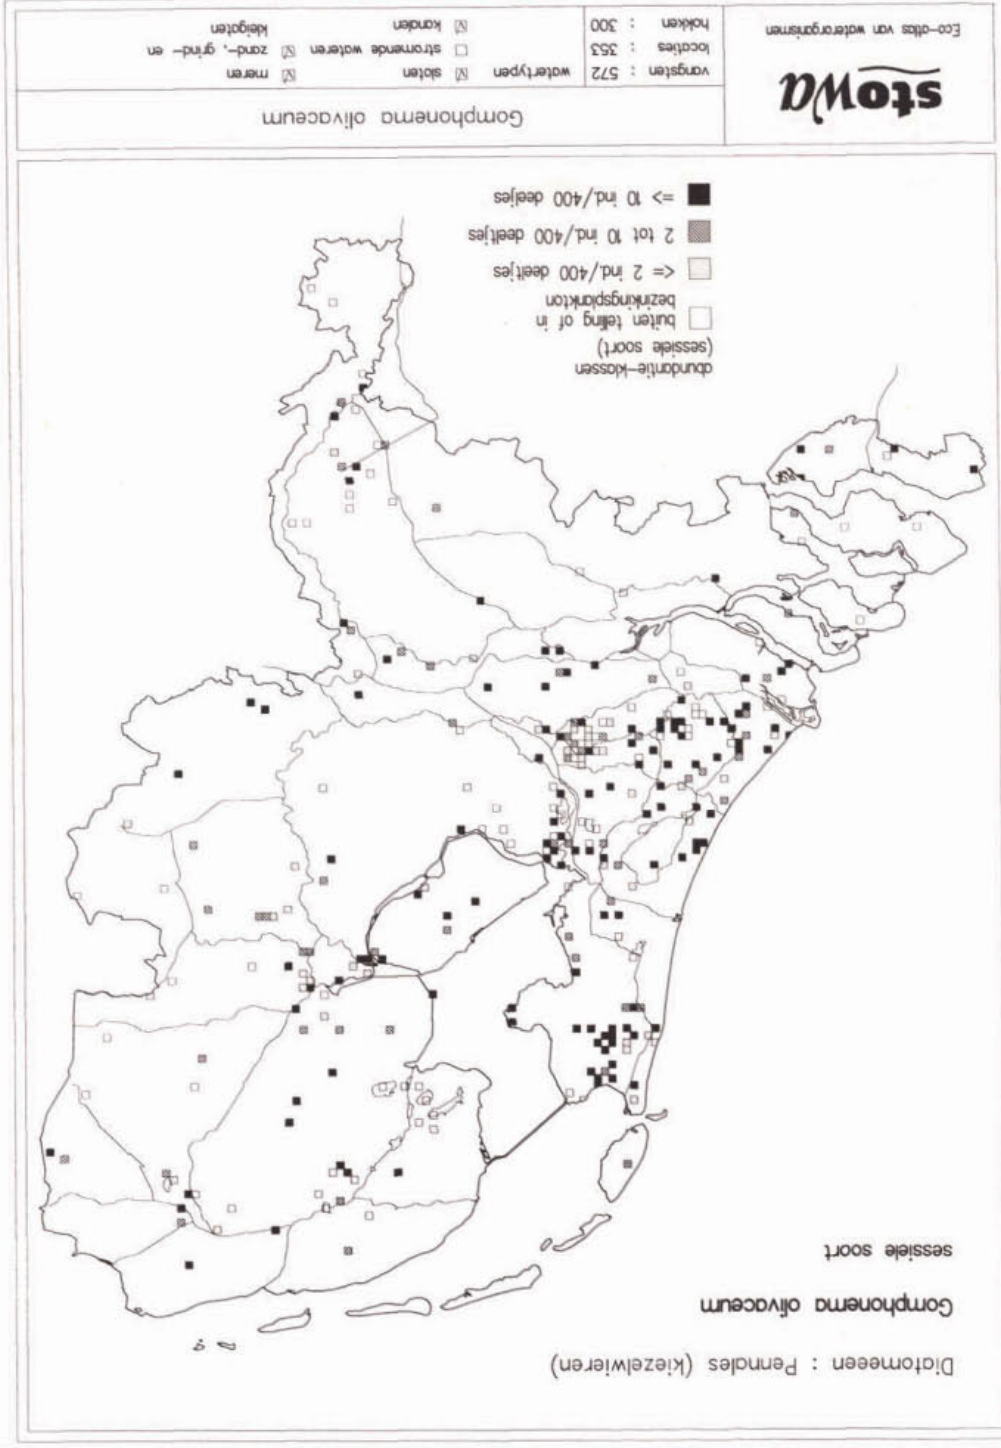 Diatomeeen : Pennales (kiezelwieren)
Gomphonema olivaceum
sessiele soort
abundantie-klassen
(sessiele soort)
buiten telling of in
bezinkingsplankton
<= 2 ind./400 deeltjes
2 tot 10 ind./400 deeltjes
=> 10 ind./400 deeltjes
stowa
Eco-atlas van waterorganismen
Gomphonema olivaceum
vangsten : 572 watertypen sloten meren
locaties : 353 stromende wateren zand-, grind- en
hokken : 300 kanalen kleigaten